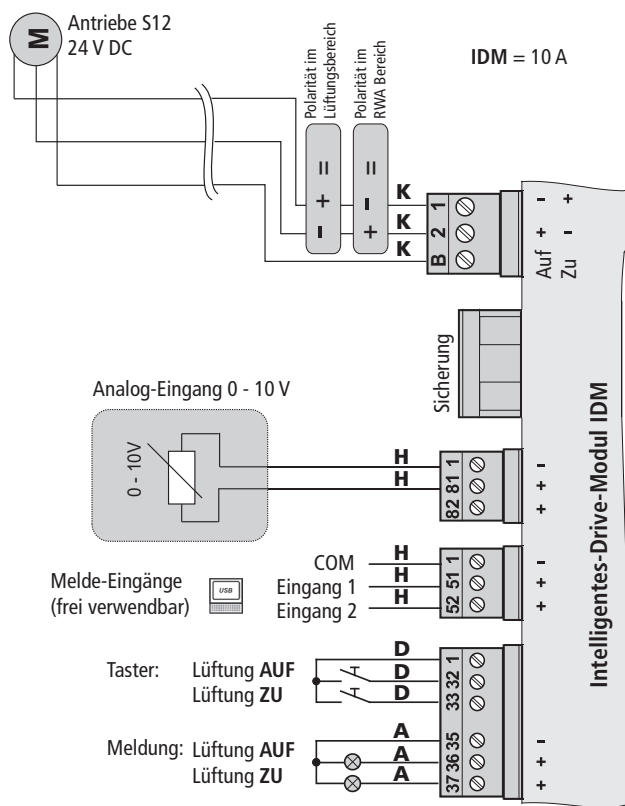 M
Antriebe S12
24 V DC
Polarität im
Lüftungsbereich
- + =
Polarität im
RWA Bereich
+ - =
IDM = 10 A
K
K
K
1
2
B
- +
+ -
Auf
Zu
Sicherung
Intelligentes-Drive-Modul IDM
Analog-Eingang 0 - 10 V
0 - 10V
H
H
1
81
82
-
+
+
Melde-Eingänge
(frei verwendbar)
USB
COM
Eingang 1
Eingang 2
H
H
H
1
51
52
-
+
+
Taster:
Lüftung AUF
Lüftung ZU
D
D
D
1
32
33
Meldung:
Lüftung AUF
Lüftung ZU
A
A
A
35
36
37
-
+
+